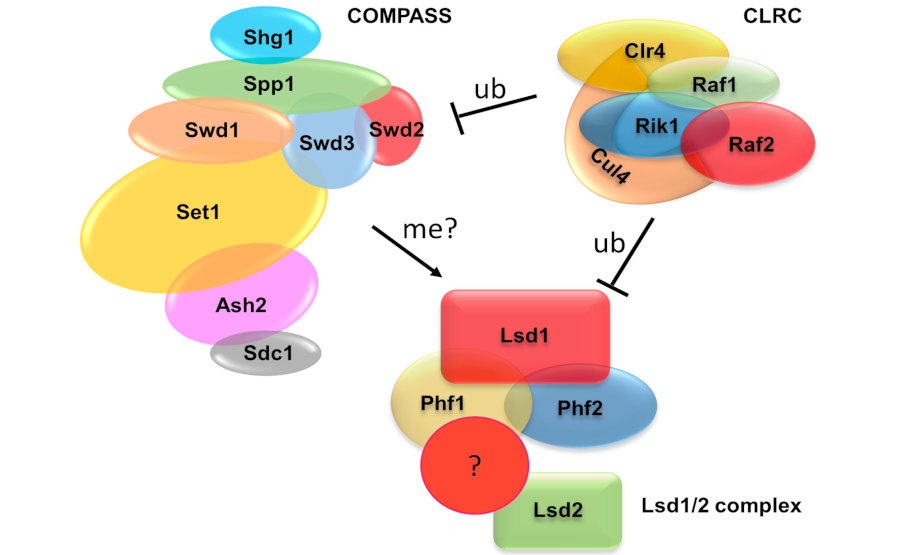 COMPASS
Shg1
Spp1
Swd1
Swd3
Swd2
Set1
Ash2
Sdc1
ub
CLRC
Clr4
Raf1
Rik1
Raf2
Cul4
me?
ub
Lsd1
Phf1
Phf2
?
Lsd2
Lsd1/2 complex